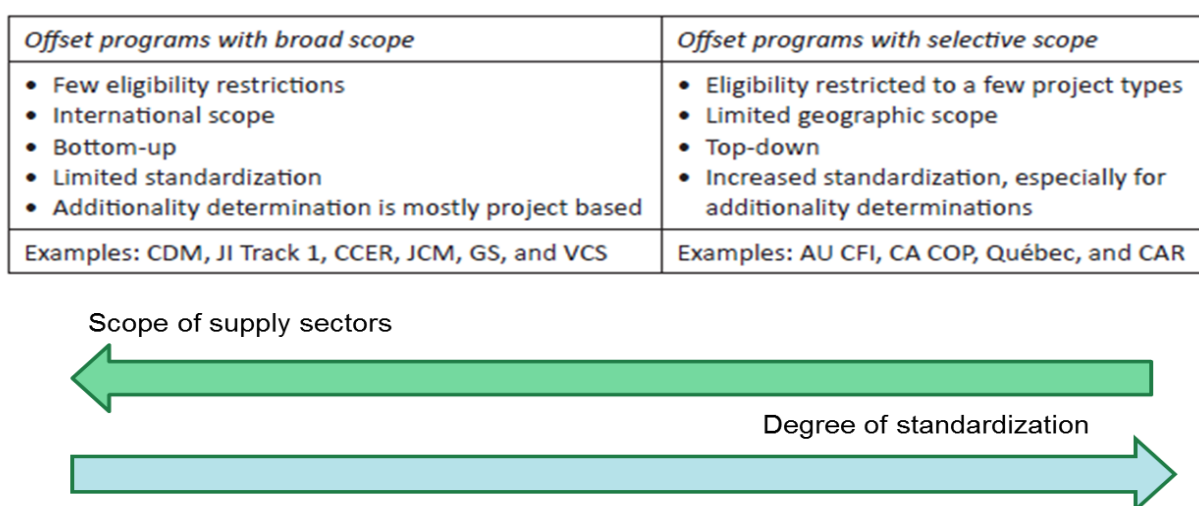 Offset programs with broad scope
• Few eligibility restrictions
• International scope
• Bottom-up
• Limited standardization
• Additionality determination is mostly project based
Examples: CDM, JI Track 1, CCER, JCM, GS, and VCS
Offset programs with selective scope
• Eligibility restricted to a few project types
• Limited geographic scope
• Top-down
• Increased standardization, especially for
additionality determinations
Examples: AU CFI, CA COP, Québec, and CAR
Scope of supply sectors
Degree of standardization